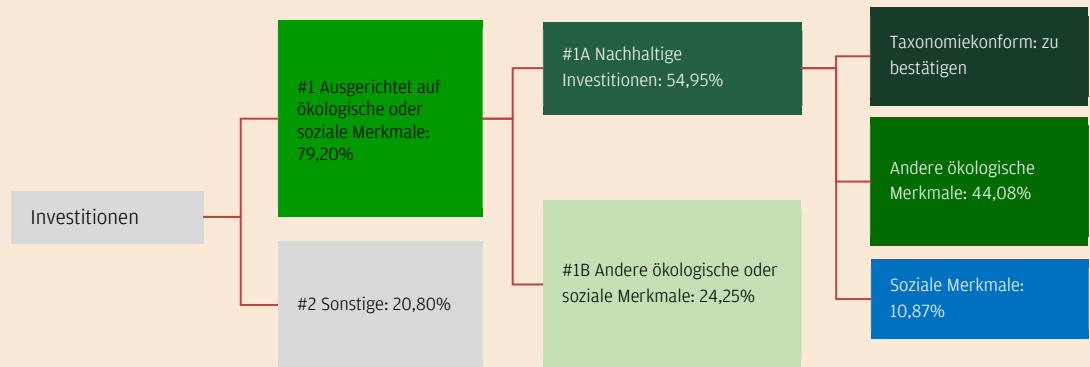 Investitionen
#1 Ausgerichtet auf
ökologische oder
soziale Merkmale:
79,20%
#2 Sonstige: 20,80%
#1A Nachhaltige
Investitionen: 54,95%
#1B Andere ökologische oder
soziale Merkmale: 24,25%
Taxonomiekonform: zu
bestätigen
Andere ökologische
Merkmale: 44,08%
Soziale Merkmale:
10,87%